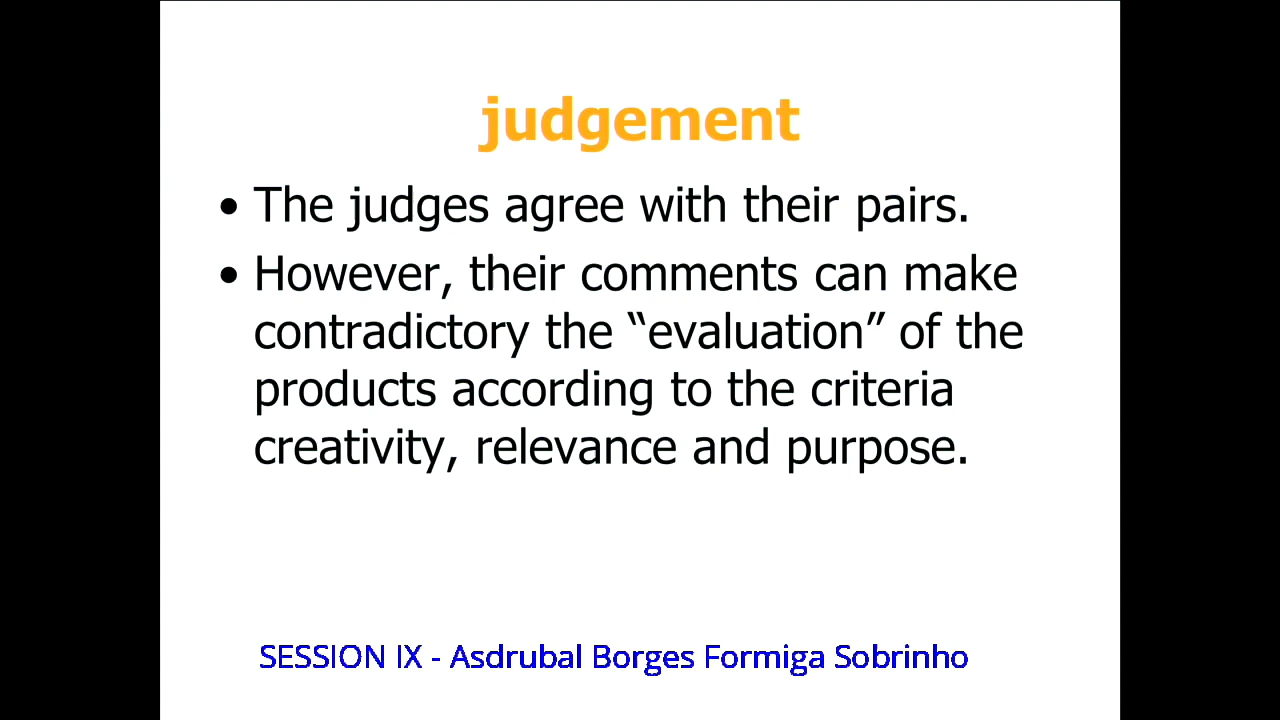 judgement
• The judges agree with their pairs.
• However, their comments can make
contradictory the “evaluation” of the
products according to the criteria
creativity, relevance and purpose.
SESSION IX - Asdrubal Borges Formiga Sobrinho